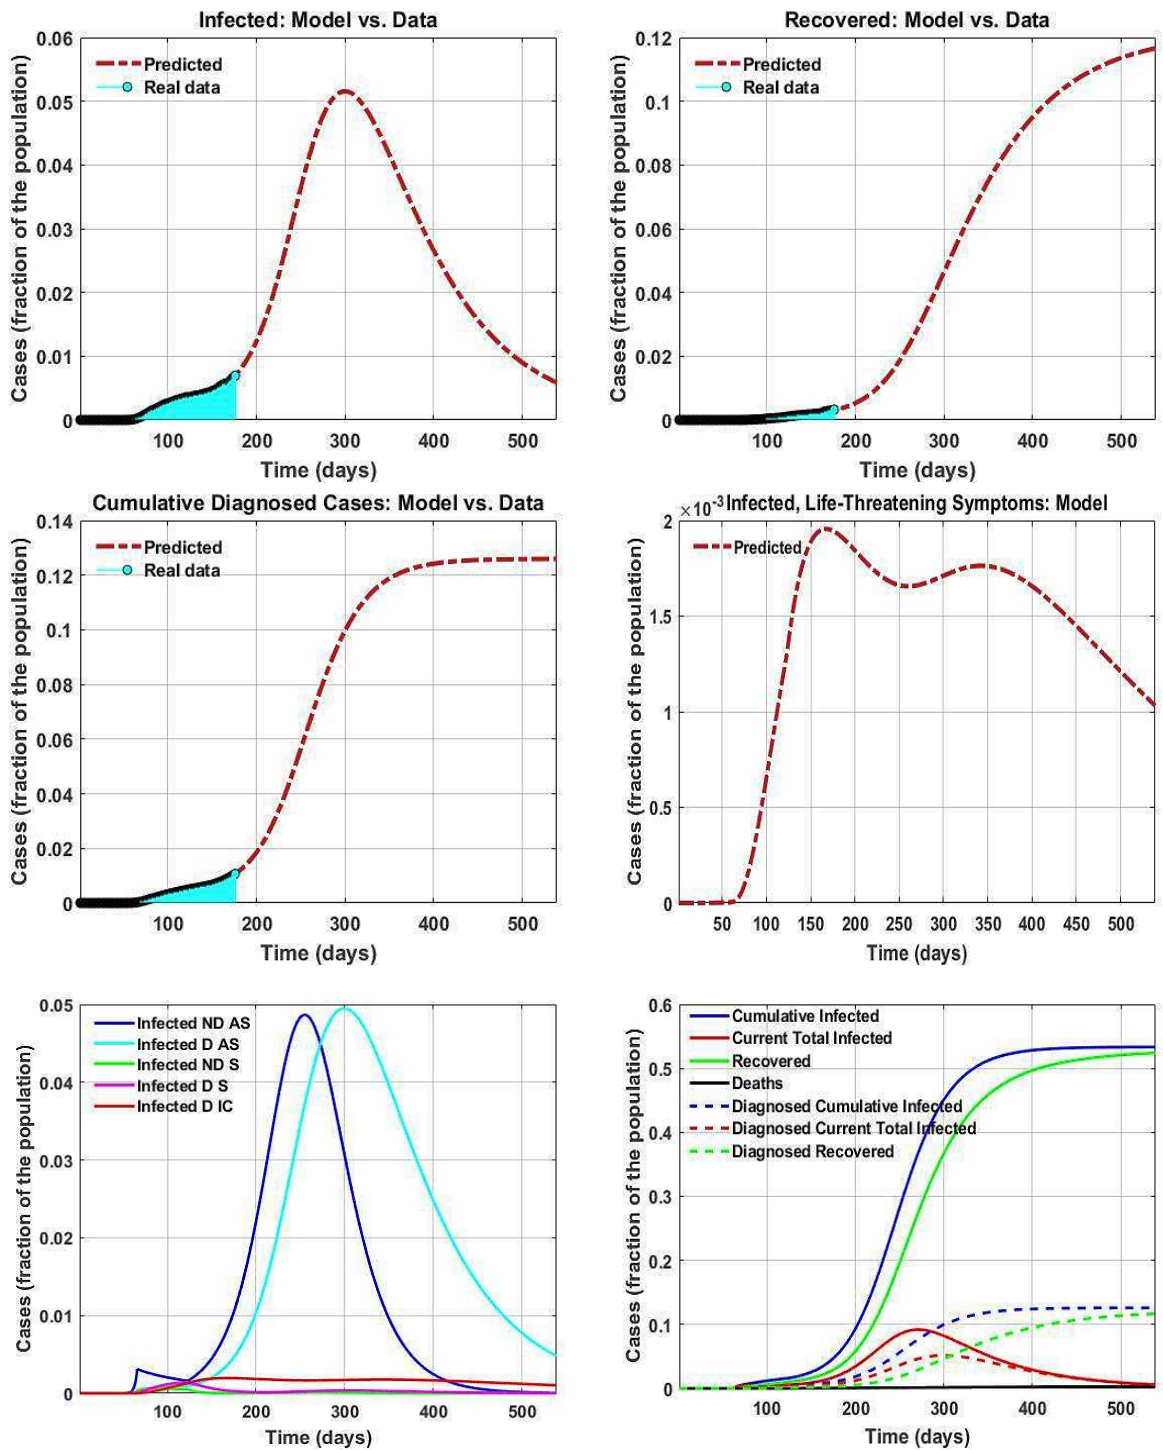 Infected: Model vs. Data
Cases (fraction of the population)
0.06
0.05
0.04
0.03
0.02
0.01
0
Predicted
Real data
100 200 300 400 500
Time (days)
Recovered: Model vs. Data
Cases (fraction of the population)
0.12
0.1
0.08
0.06
0.04
0.02
0
Predicted
Real data
100 200 300 400 500
Time (days)
Cumulative Diagnosed Cases: Model vs. Data
Cases (fraction of the population)
0.14
0.12
0.1
0.08
0.06
0.04
0.02
0
Predicted
Real data
100 200 300 400 500
Time (days)
×10-3 Infected, Life-Threatening Symptoms: Model
Cases (fraction of the population)
2
1.5
1
0.5
0
Predicted
50 100 150 200 250 300 350 400 450 500
Time (days)
Cases (fraction of the population)
0.05
0.04
0.03
0.02
0.01
0
Infected ND AS
Infected D AS
Infected ND S
Infected D S
Infected D IC
100 200 300 400 500
Time (days)
Cases (fraction of the population)
0.6
0.5
0.4
0.3
0.2
0.1
0
Cumulative Infected
Current Total Infected
Recovered
Deaths
Diagnosed Cumulative Infected
Diagnosed Current Total Infected
Diagnosed Recovered
100 200 300 400 500
Time (days)